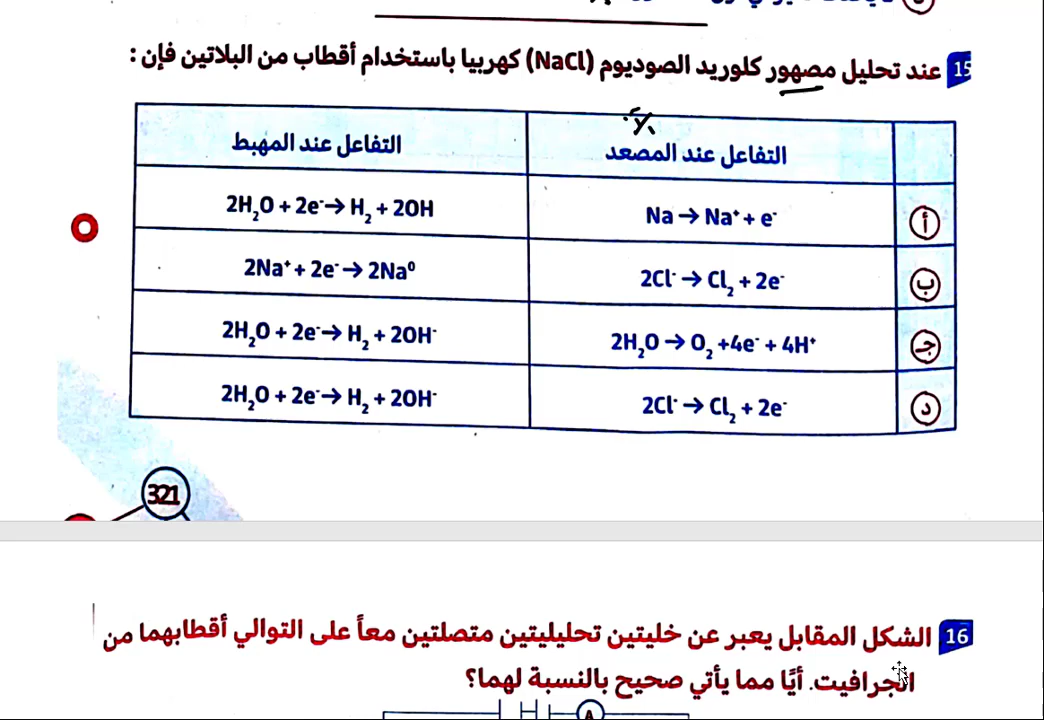 15 عند تحليل مصهور كلوريد الصوديوم (NaCl) كهربيا باستخدام أقطاب من البلاتين فإن :
التفاعل عند المصعد التفاعل عند المهبط
أ Na → Na⁺ + e⁻ 2H₂O + 2e⁻→ H₂ + 2OH
ب 2Cl⁻ → Cl₂ + 2e⁻ 2Na⁺ + 2e⁻ → 2Na⁰
جـ 2H₂O → O₂ +4e⁻ + 4H⁺ 2H₂O + 2e⁻→ H₂ + 2OH⁻
د 2Cl⁻ → Cl₂ + 2e⁻ 2H₂O + 2e⁻→ H₂ + 2OH⁻
321
16 الشكل المقابل يعبر عن خليتين تحليليتين متصلتين معاً على التوالي أقطابهما من
الجرافيت. أيًا مما يأتي صحيح بالنسبة لهما؟
A